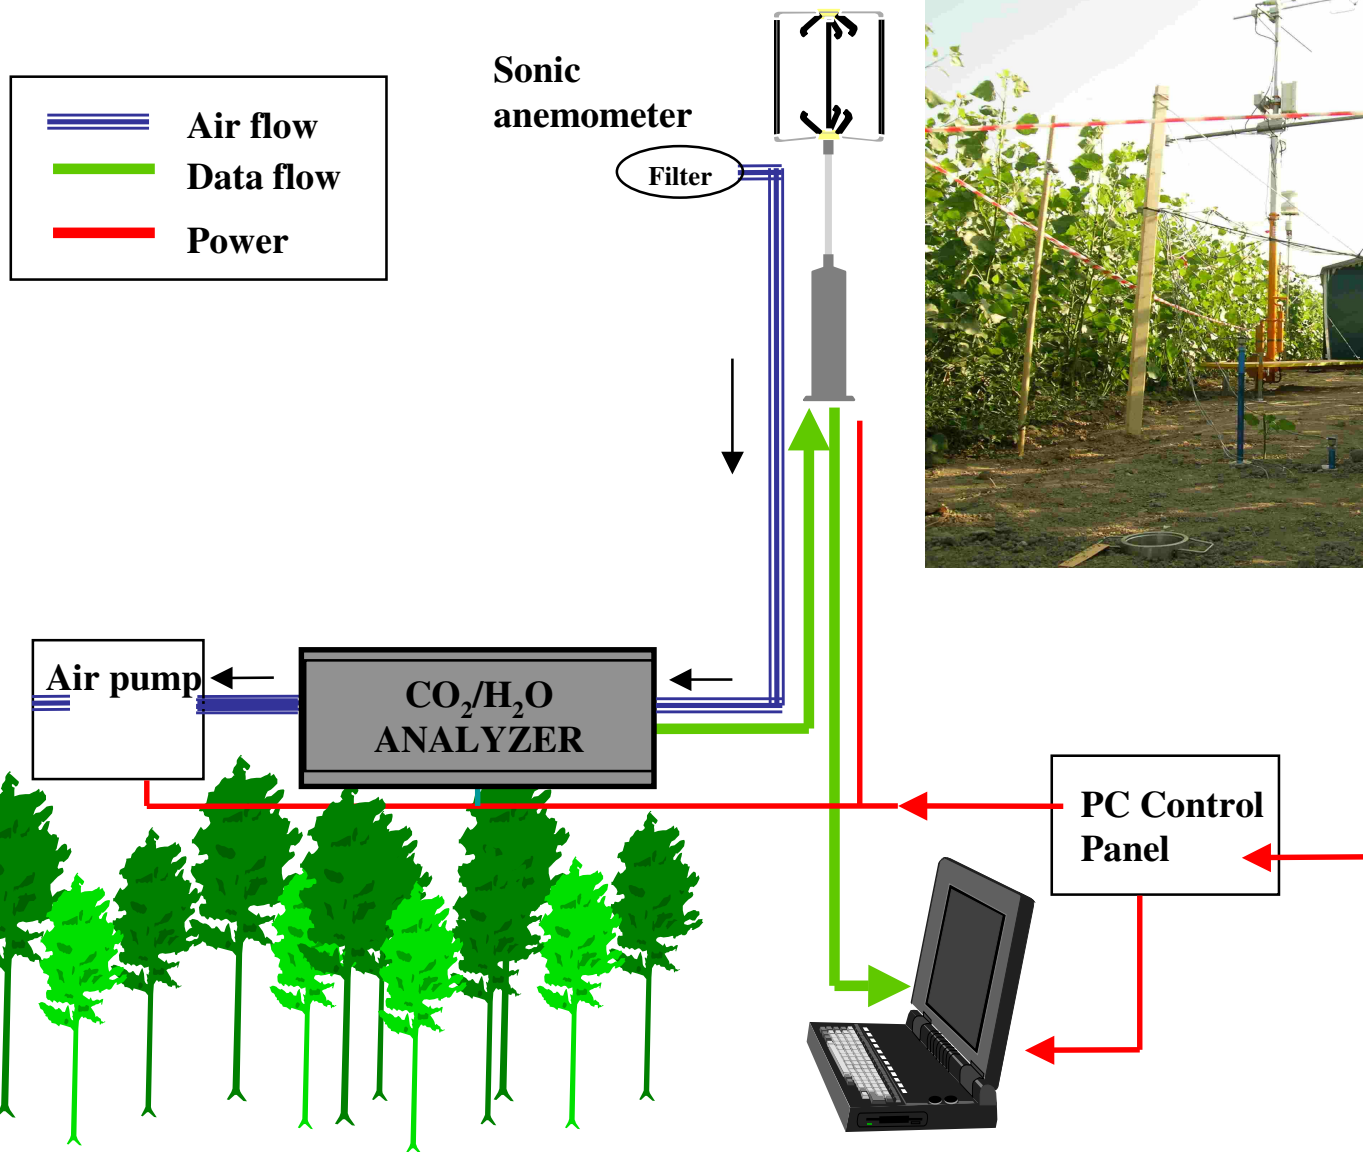 Sonic
anemometer
Air flow
Data flow
Power
Filter
Air pump
CO₂/H₂O
ANALYZER
PC Control
Panel